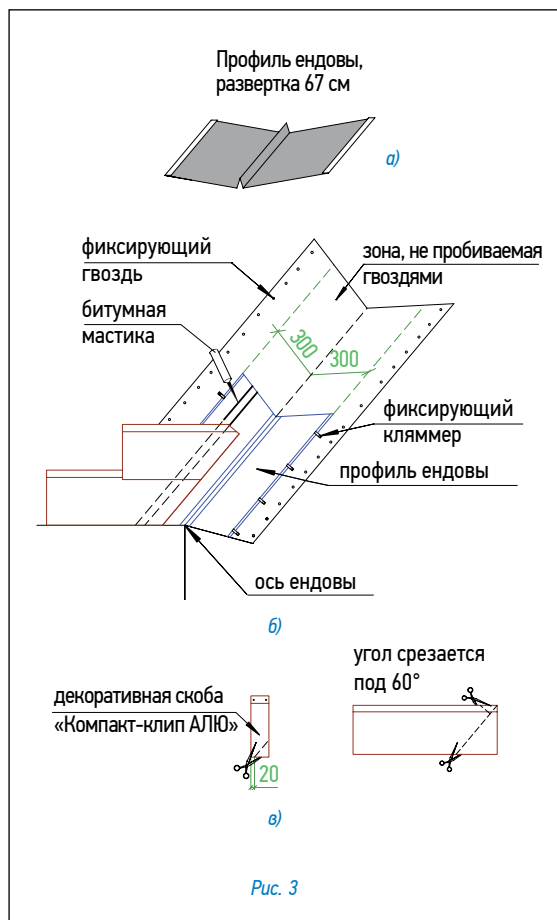 Профиль ендовы,
развертка 67 см
а)
фиксирующий
гвоздь
зона, не пробиваемая
гвоздями
битумная
мастика
300
300
фиксирующий
кляммер
профиль ендовы
ось ендовы
б)
декоративная скоба
«Компакт-клип АЛЮ»
20
угол срезается
под 60°
в)
Рис. 3